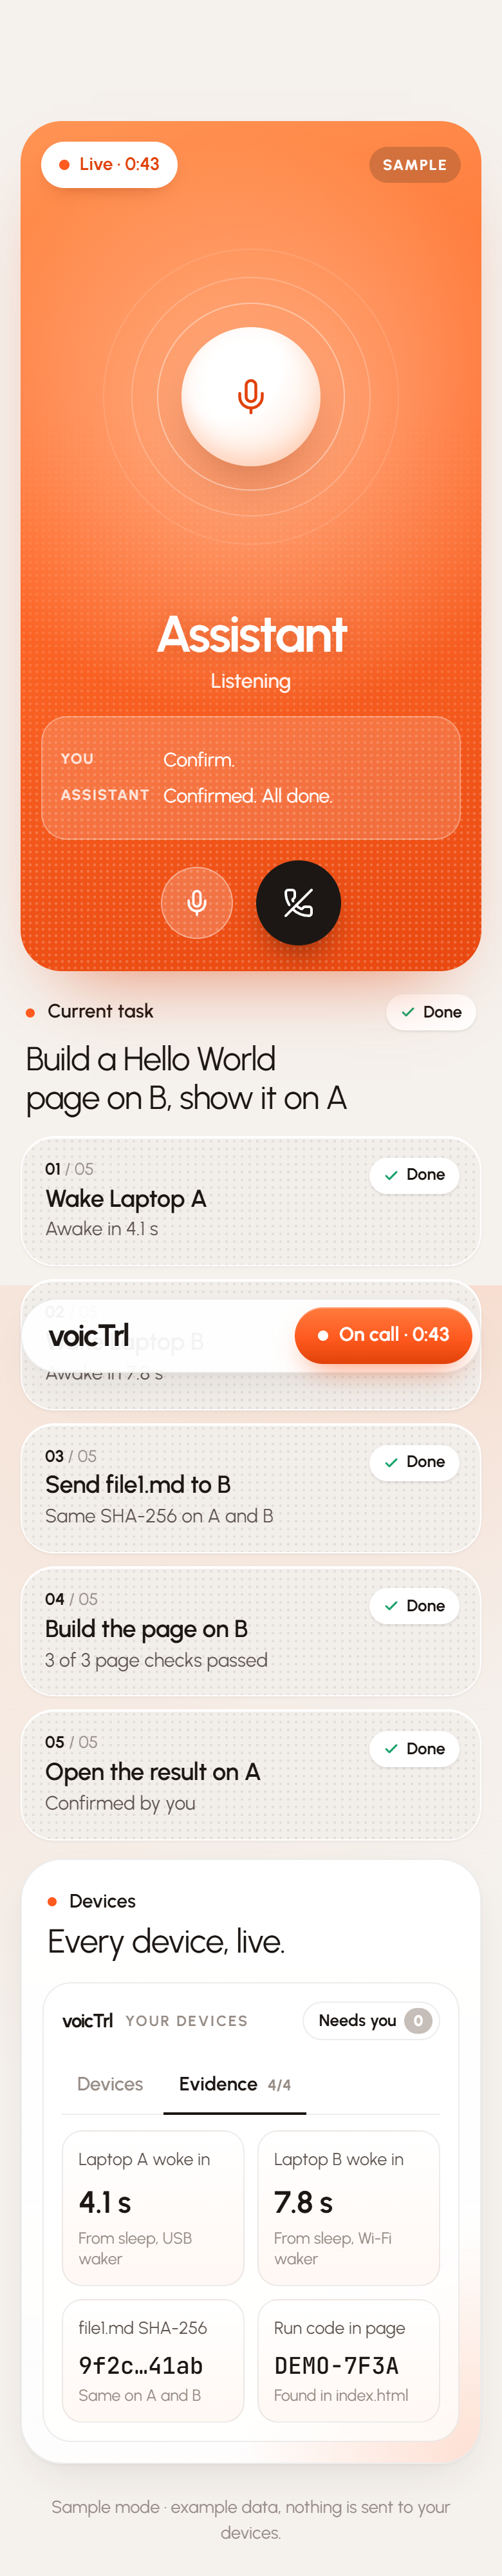 Live · 0:43
SAMPLE
Assistant
Listening
YOU Confirm.
ASSISTANT Confirmed. All done.
Current task
Done
Build a Hello World
page on B, show it on A
01 / 05
Done
Wake Laptop A
Awake in 4.1 s
02 / 05
voicTrl
Laptop B
On call · 0:43
Awake in 7.8 s
03 / 05
Done
Send file1.md to B
Same SHA-256 on A and B
04 / 05
Done
Build the page on B
3 of 3 page checks passed
05 / 05
Done
Open the result on A
Confirmed by you
Devices
Every device, live.
voicTrl YOUR DEVICES
Needs you 0
Devices
Evidence 4/4
Laptop A woke in
4.1 s
From sleep, USB
waker
Laptop B woke in
7.8 s
From sleep, Wi-Fi
waker
file1.md SHA-256
9f2c…41ab
Same on A and B
Run code in page
DEMO-7F3A
Found in index.html
Sample mode · example data, nothing is sent to your
devices.